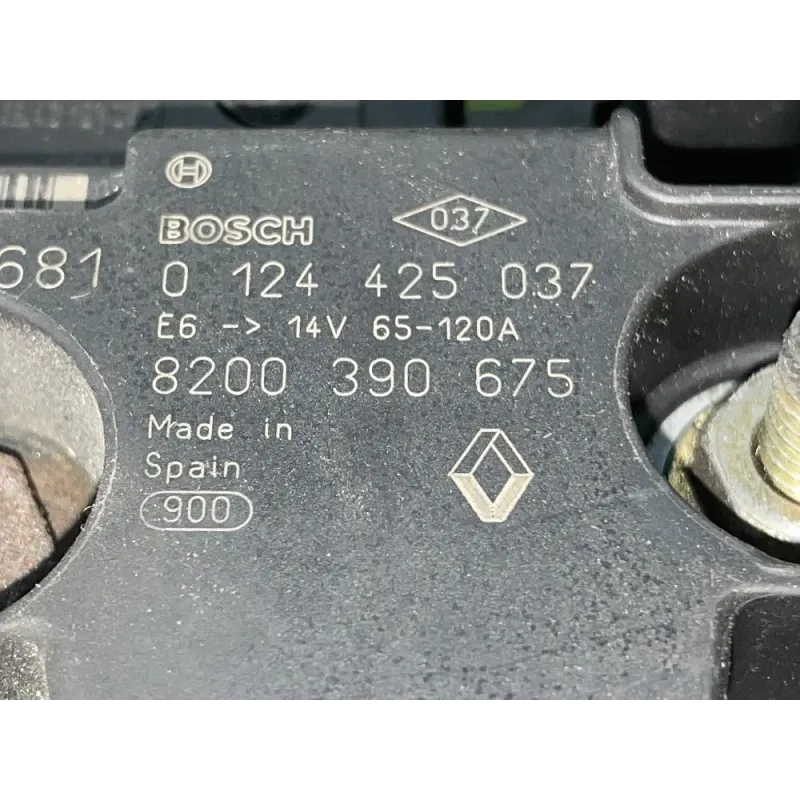 BOSCH
037
681
0 124 425 037
E6 -> 14V 65-120A
8200 390 675
Made in
Spain
900